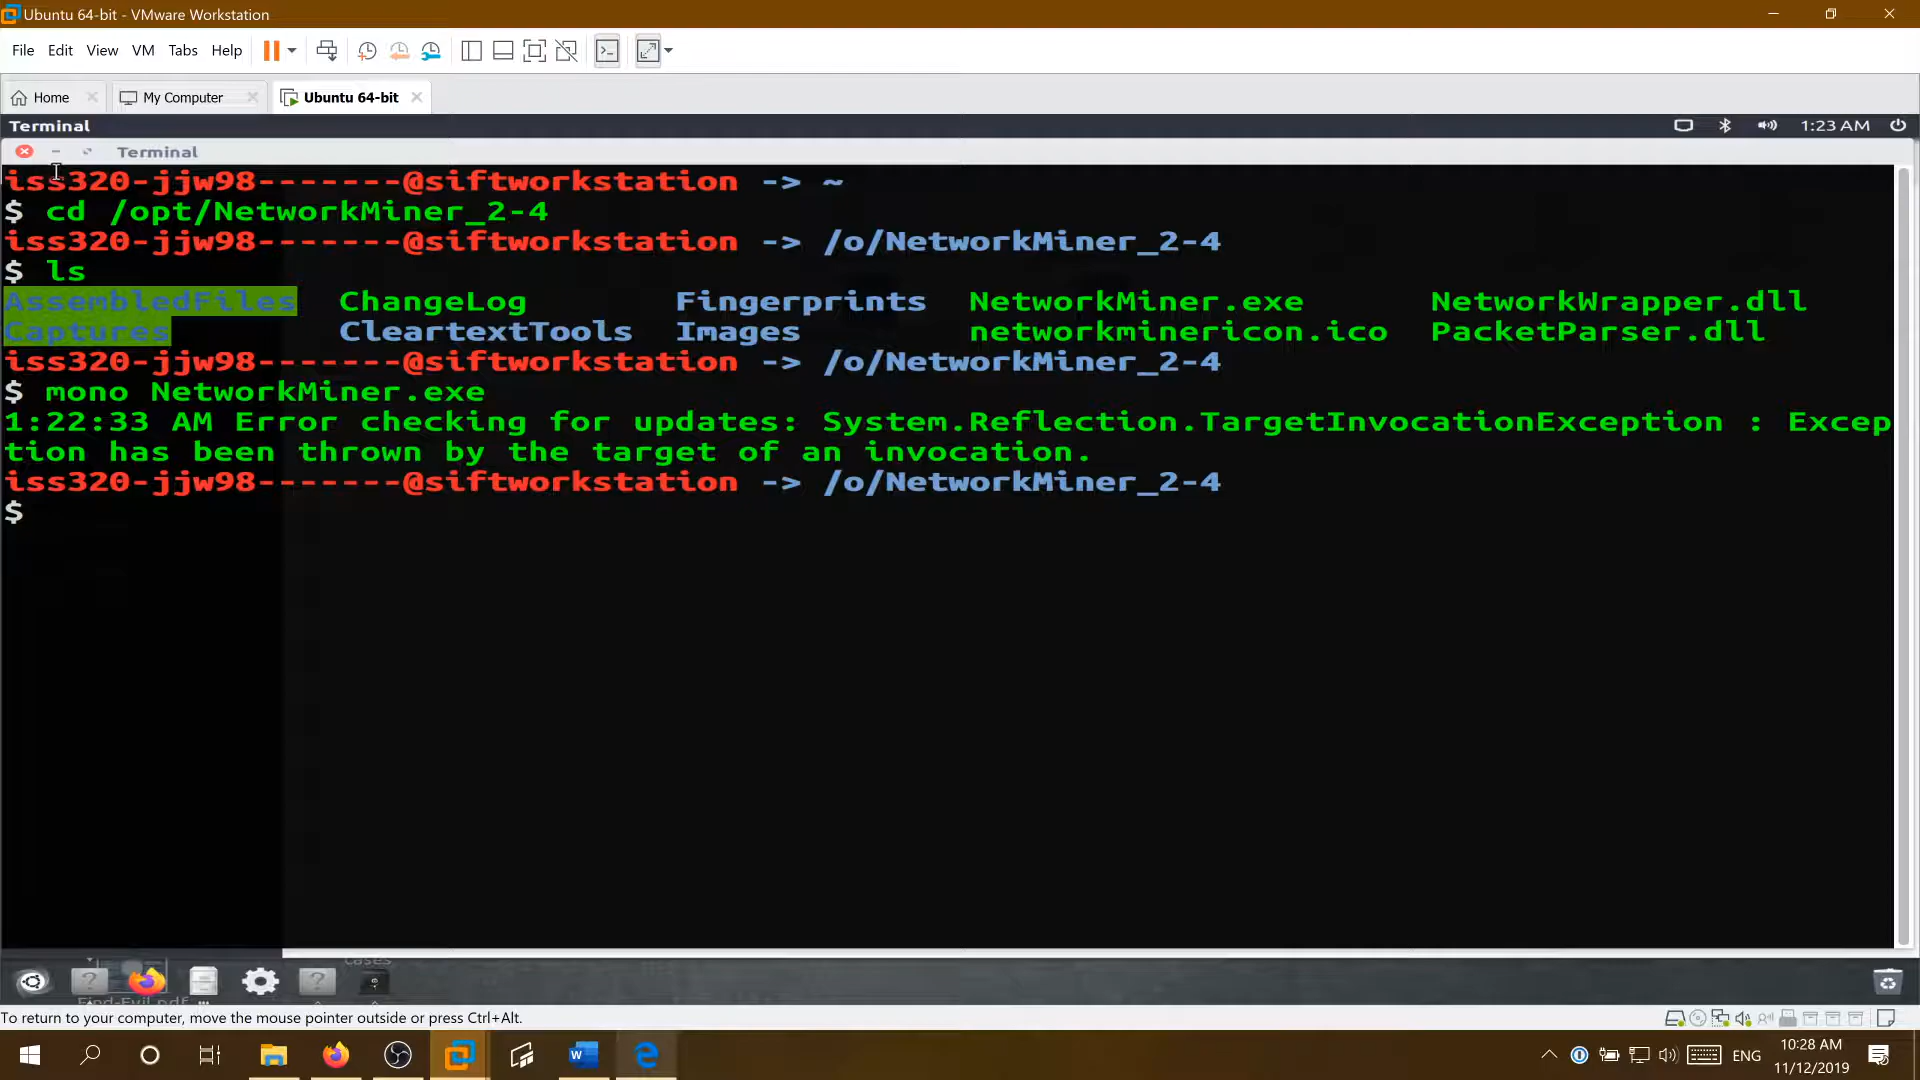 Ubuntu 64-bit - VMware Workstation
File Edit View VM Tabs Help
Home My Computer Ubuntu 64-bit
Terminal 1:23 AM
Terminal
iss320-jjw98-------@siftworkstation -> ~
$ cd /opt/NetworkMiner_2-4
iss320-jjw98-------@siftworkstation -> /o/NetworkMiner_2-4
$ ls
AssembledFiles ChangeLog Fingerprints NetworkMiner.exe NetworkWrapper.dll
Captures CleartextTools Images networkminericon.ico PacketParser.dll
iss320-jjw98-------@siftworkstation -> /o/NetworkMiner_2-4
$ mono NetworkMiner.exe
1:22:33 AM Error checking for updates: System.Reflection.TargetInvocationException : Excep
tion has been thrown by the target of an invocation.
iss320-jjw98-------@siftworkstation -> /o/NetworkMiner_2-4
$
cases
Find-Evil.pdf
To return to your computer, move the mouse pointer outside or press Ctrl+Alt.
ENG 10:28 AM
11/12/2019